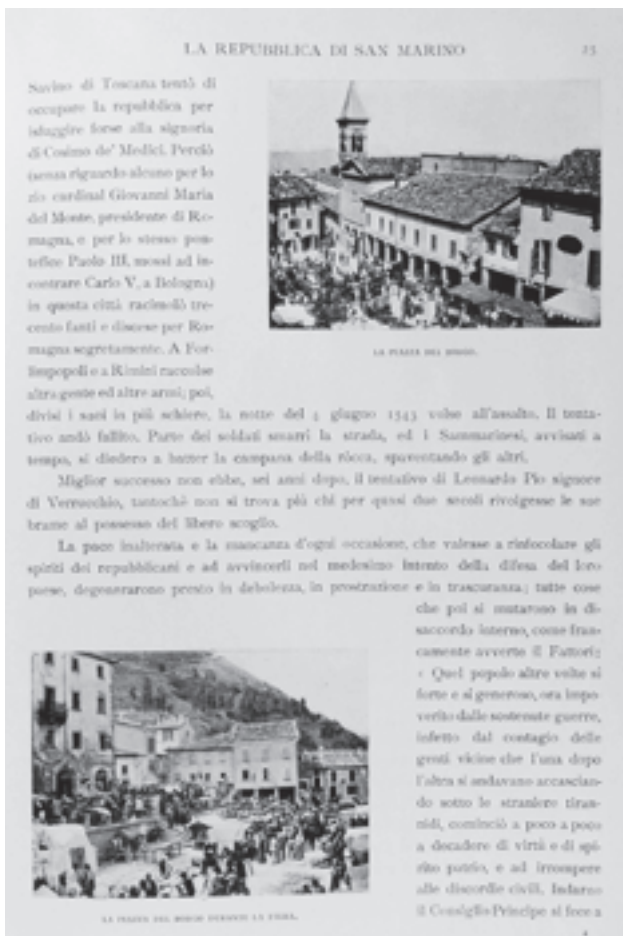 LA REPUBBLICA DI SAN MARINO 25
Savino di Toscana tentò di
occupare la repubblica per
isfuggire forse alla signoria
di Cosimo de' Medici. Perciò
(senza riguardo alcuno per lo
zio cardinal Giovanni Maria
del Monte, presidente di Ro-
magna, e per lo stesso pon-
tefice Paolo III, mossi ad in-
contrare Carlo V, a Bologna)
in questa città racimolò tre-
cento fanti e discese per Ro-
magna segretamente. A For-
limpopoli e a Rimini raccolse
altra gente ed altre armi; poi,
LA PIAZZA DEL BORGO.
divisi i suoi in più schiere, la notte del 4 giugno 1543 volse all'assalto. Il tenta-
tivo andò fallito. Parte dei soldati smarrì la strada, ed i Sammarinesi, avvisati a
tempo, si diedero a batter la campana della ròcca, spaventando gli altri.
Miglior successo non ebbe, sei anni dopo, il tentativo di Leonardo Pio signore
di Verrucchio, tantochè non si trova più chi per quasi due secoli rivolgesse le sue
brame al possesso del libero scoglio.
La pace inalterata e la mancanza d'ogni occasione, che valesse a rinfocolare gli
spiriti dei repubblicani e ad avvincerli nel medesimo intento della difesa del loro
paese, degenerarono presto in debolezza, in prostrazione e in trascuranza; tutte cose
che poi si mutarono in di-
saccordo interno, come fran-
camente avverte il Fattori:
« Quel popolo altre volte sì
forte e sì generoso, ora impo-
verito dalle sostenute guerre,
infetto dal contagio delle
genti vicine che l'una dopo
l'altra si andavano accascian-
do sotto le straniere tiran-
nidi, cominciò a poco a poco
a decadere di virtù e di spi-
rito patrio, e ad irrompere
alle discordie civili. Indarno
il Consiglio Principe si fece a
LA PIAZZA DEL BORGO DURANTE LA FIERA.